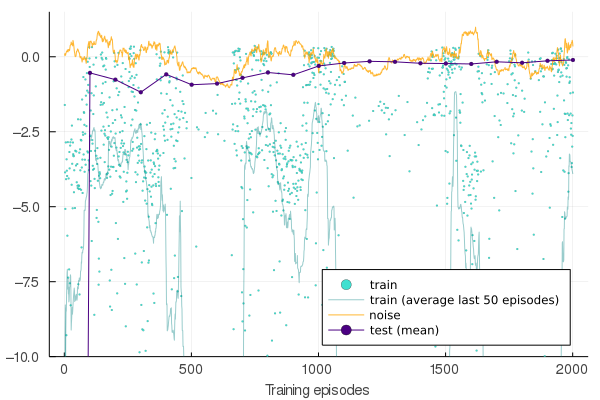 0.0
−2.5
−5.0
−7.5
−10.0
train
train (average last 50 episodes)
noise
test (mean)
0 500 1000 1500 2000
Training episodes